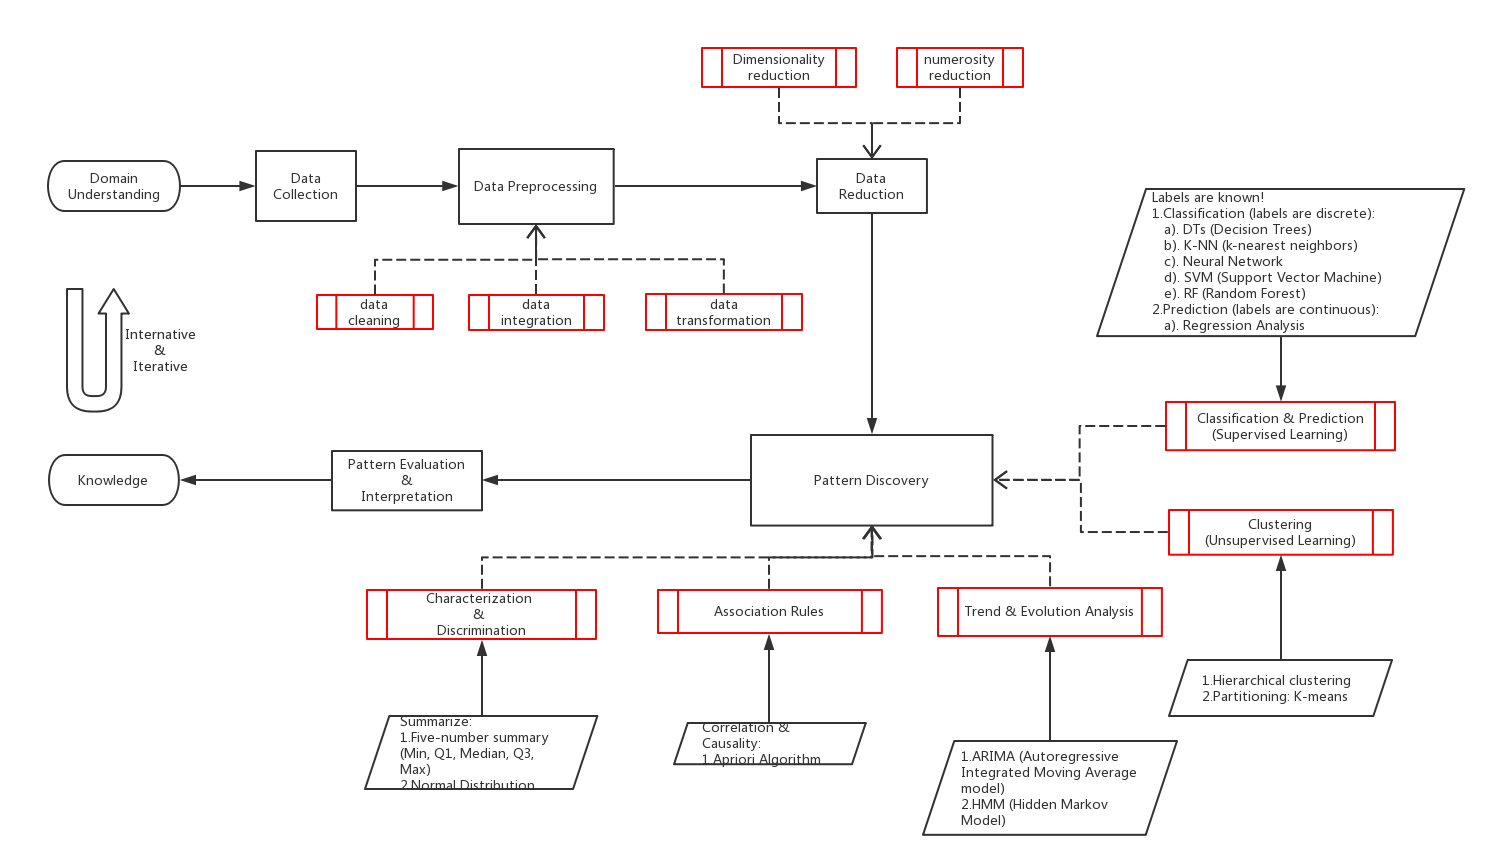 Dimensionality
reduction
numerosity
reduction
Domain
Understanding
Data
Collection
Data Preprocessing
Data
Reduction
Labels are known!
1.Classification (labels are discrete):
a). DTs (Decision Trees)
b). K-NN (k-nearest neighbors)
c). Neural Network
d). SVM (Support Vector Machine)
e). RF (Random Forest)
2.Prediction (labels are continuous):
a). Regression Analysis
data
cleaning
data
integration
data
transformation
Internative
&
Iterative
Classification & Prediction
(Supervised Learning)
Knowledge
Pattern Evaluation
&
Interpretation
Pattern Discovery
Clustering
(Unsupervised Learning)
Characterization
&
Discrimination
Association Rules
Trend & Evolution Analysis
1.Hierarchical clustering
2.Partitioning: K-means
Summarize:
1.Five-number summary
(Min, Q1, Median, Q3,
Max)
2.Normal Distribution
Correlation &
Causality:
1.Apriori Algorithm
1.ARIMA (Autoregressive
Integrated Moving Average
model)
2.HMM (Hidden Markov
Model)